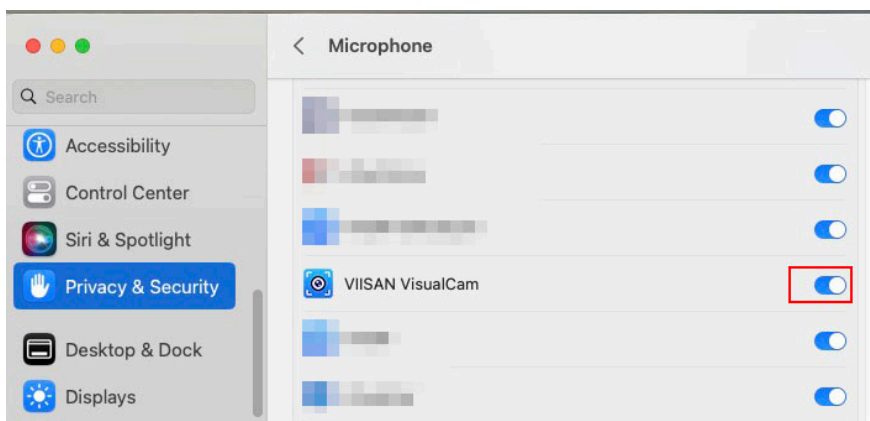 Microphone
Search
Accessibility
Control Center
Siri & Spotlight
Privacy & Security
Desktop & Dock
Displays
VIISAN VisualCam